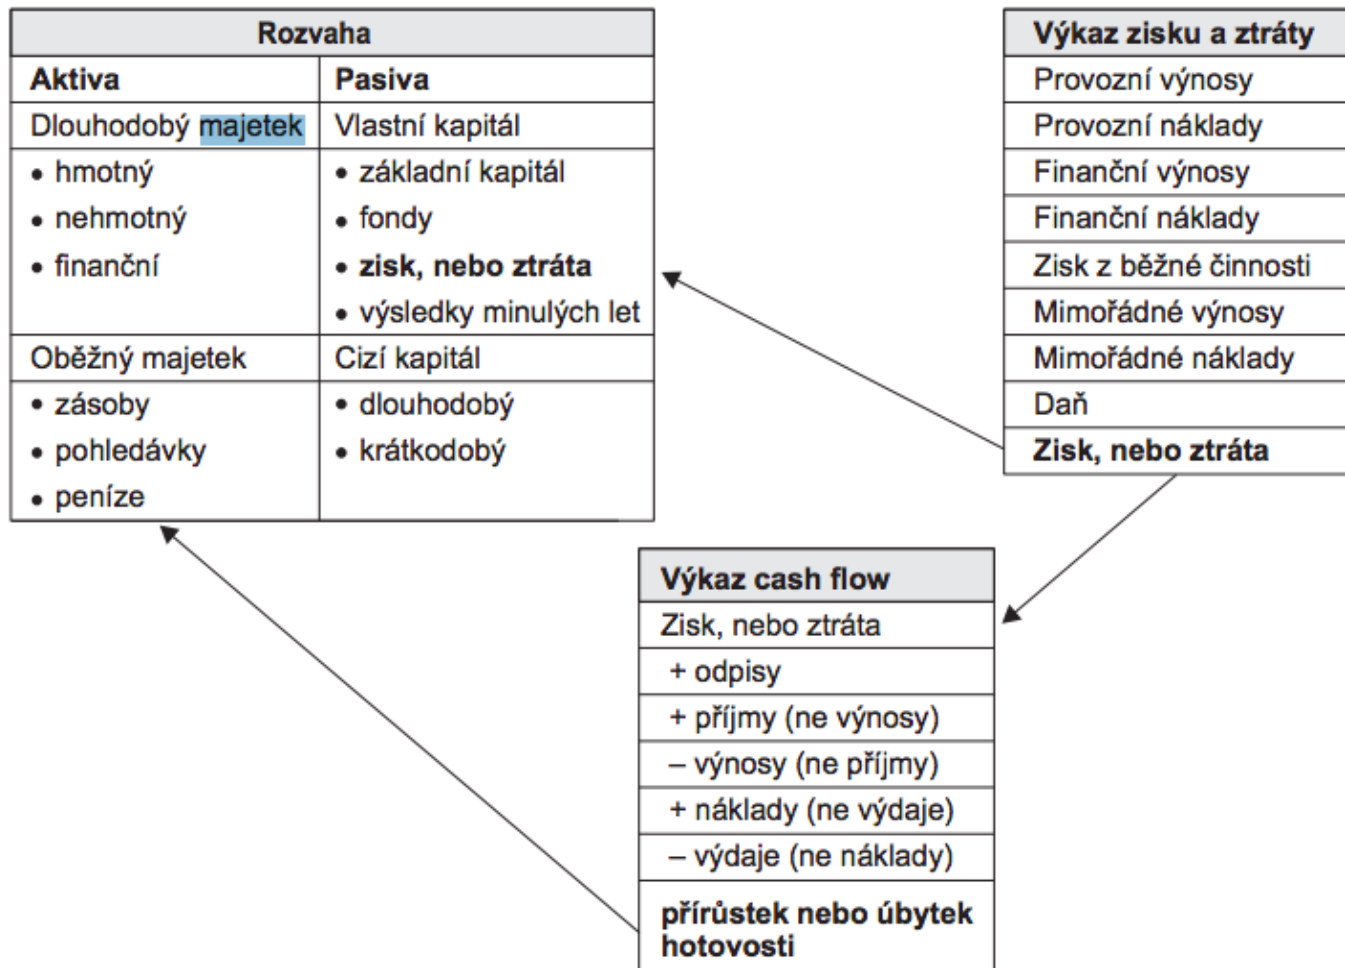 Rozvaha
Aktiva
Pasiva
Dlouhodobý majetek
Vlastní kapitál
• hmotný
• základní kapitál
• nehmotný
• fondy
• finanční
• zisk, nebo ztráta
• výsledky minulých let
Oběžný majetek
Cizí kapitál
• zásoby
• dlouhodobý
• pohledávky
• krátkodobý
• peníze
Výkaz zisku a ztráty
Provozní výnosy
Provozní náklady
Finanční výnosy
Finanční náklady
Zisk z běžné činnosti
Mimořádné výnosy
Mimořádné náklady
Daň
Zisk, nebo ztráta
Výkaz cash flow
Zisk, nebo ztráta
+ odpisy
+ příjmy (ne výnosy)
– výnosy (ne příjmy)
+ náklady (ne výdaje)
– výdaje (ne náklady)
přírůstek nebo úbytek
hotovosti